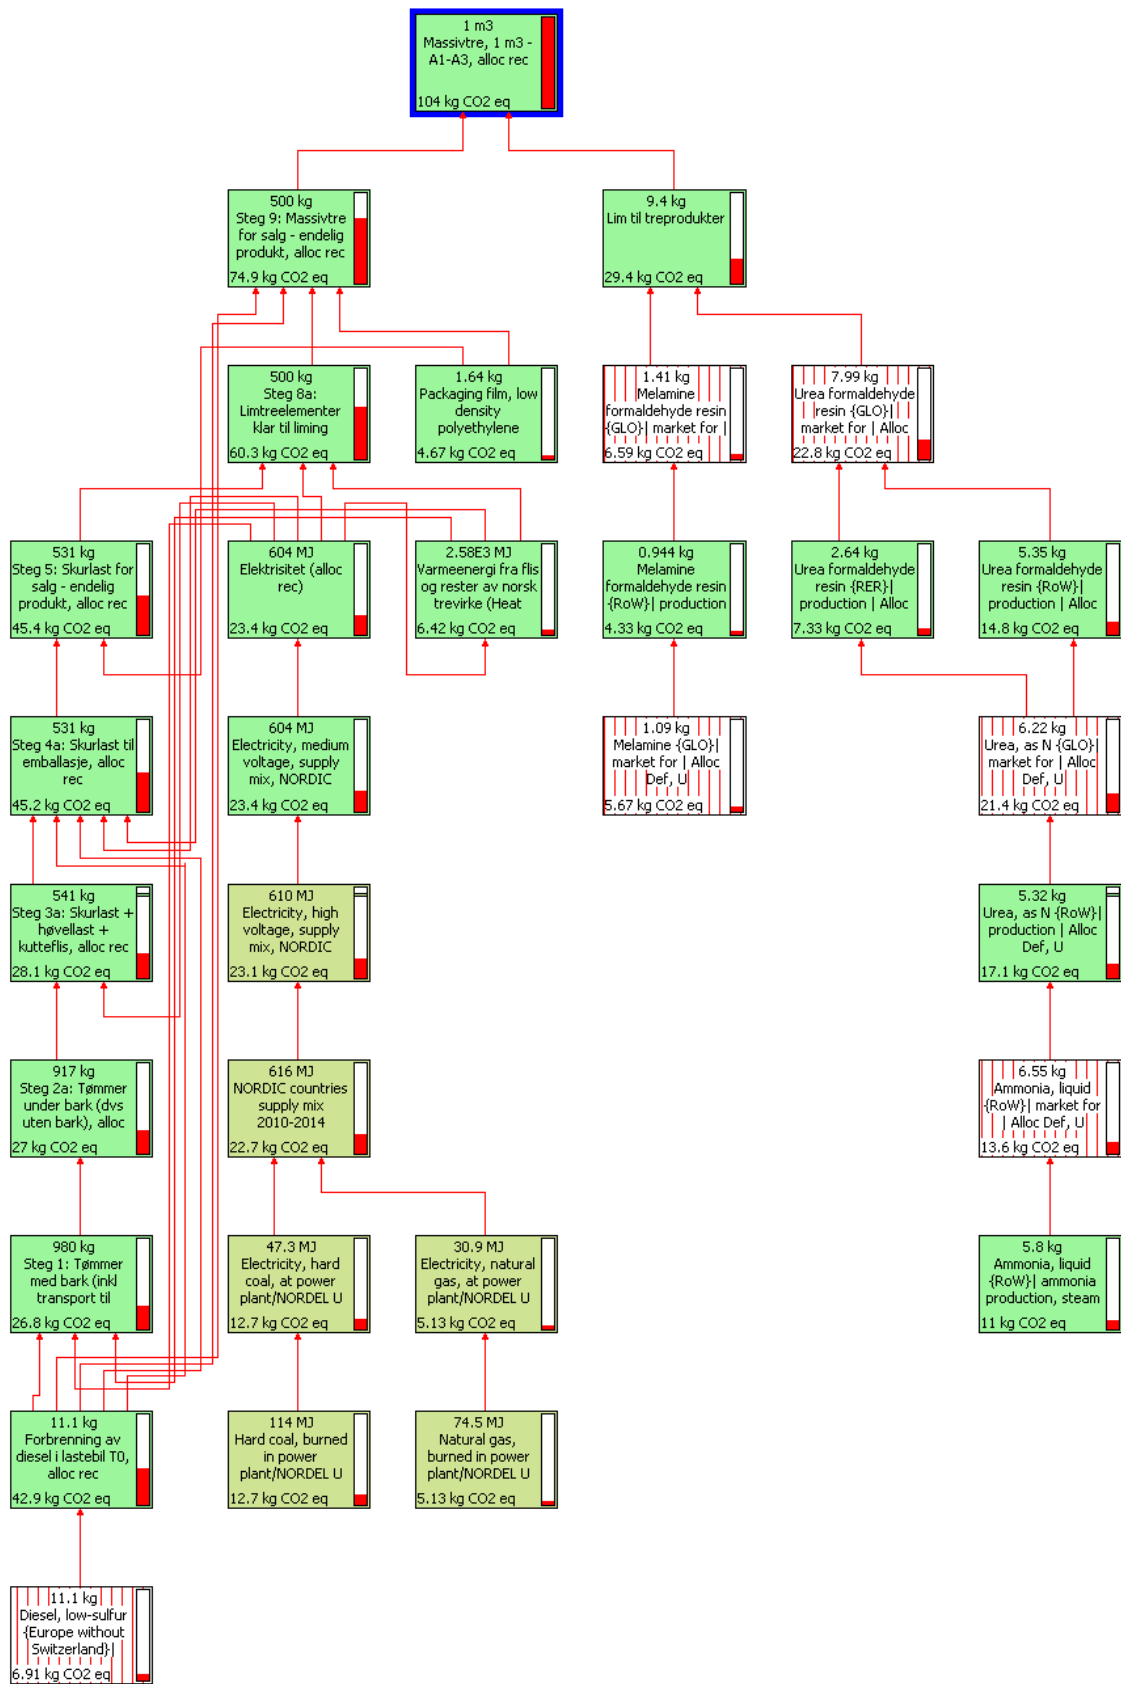 1 m3
Massivtre, 1 m3 -
A1-A3, alloc rec
104 kg CO2 eq
500 kg
Steg 9: Massivtre
for salg - endelig
produkt, alloc rec
74.9 kg CO2 eq
9.4 kg
Lim til treprodukter
29.4 kg CO2 eq
500 kg
Steg 8a:
Limtreelementer
klar til liming
60.3 kg CO2 eq
1.64 kg
Packaging film, low
density
polyethylene
4.67 kg CO2 eq
1.41 kg
Melamine
formaldehyde resin
{GLO}| market for |
6.59 kg CO2 eq
7.99 kg
Urea formaldehyde
resin {GLO}|
market for | Alloc
22.8 kg CO2 eq
531 kg
Steg 5: Skurlast for
salg - endelig
produkt, alloc rec
45.4 kg CO2 eq
604 MJ
Elektrisitet (alloc
rec)
23.4 kg CO2 eq
2.58E3 MJ
Varmeenergi fra flis
og rester av norsk
trevirke (Heat
6.42 kg CO2 eq
0.944 kg
Melamine
formaldehyde resin
{RoW}| production
4.33 kg CO2 eq
2.64 kg
Urea formaldehyde
resin {RER}|
production | Alloc
7.33 kg CO2 eq
5.35 kg
Urea formaldehyde
resin {RoW}|
production | Alloc
14.8 kg CO2 eq
531 kg
Steg 4a: Skurlast til
emballasje, alloc
rec
45.2 kg CO2 eq
604 MJ
Electricity, medium
voltage, supply
mix, NORDIC
23.4 kg CO2 eq
1.09 kg
Melamine {GLO}|
market for | Alloc
Def, U
5.67 kg CO2 eq
6.22 kg
Urea, as N {GLO}|
market for | Alloc
Def, U
21.4 kg CO2 eq
541 kg
Steg 3a: Skurlast +
høvellast +
kutteflis, alloc rec
28.1 kg CO2 eq
610 MJ
Electricity, high
voltage, supply
mix, NORDIC
23.1 kg CO2 eq
5.32 kg
Urea, as N {RoW}|
production | Alloc
Def, U
17.1 kg CO2 eq
917 kg
Steg 2a: Tømmer
under bark (dvs
uten bark), alloc
27 kg CO2 eq
616 MJ
NORDIC countries
supply mix
2010-2014
22.7 kg CO2 eq
6.55 kg
Ammonia, liquid
{RoW}| market for
| Alloc Def, U
13.6 kg CO2 eq
980 kg
Steg 1: Tømmer
med bark (inkl
transport til
26.8 kg CO2 eq
47.3 MJ
Electricity, hard
coal, at power
plant/NORDEL U
12.7 kg CO2 eq
30.9 MJ
Electricity, natural
gas, at power
plant/NORDEL U
5.13 kg CO2 eq
5.8 kg
Ammonia, liquid
{RoW}| ammonia
production, steam
11 kg CO2 eq
11.1 kg
Forbrenning av
diesel i lastebil T0,
alloc rec
42.9 kg CO2 eq
114 MJ
Hard coal, burned
in power
plant/NORDEL U
12.7 kg CO2 eq
74.5 MJ
Natural gas,
burned in power
plant/NORDEL U
5.13 kg CO2 eq
11.1 kg
Diesel, low-sulfur
{Europe without
Switzerland}|
6.91 kg CO2 eq